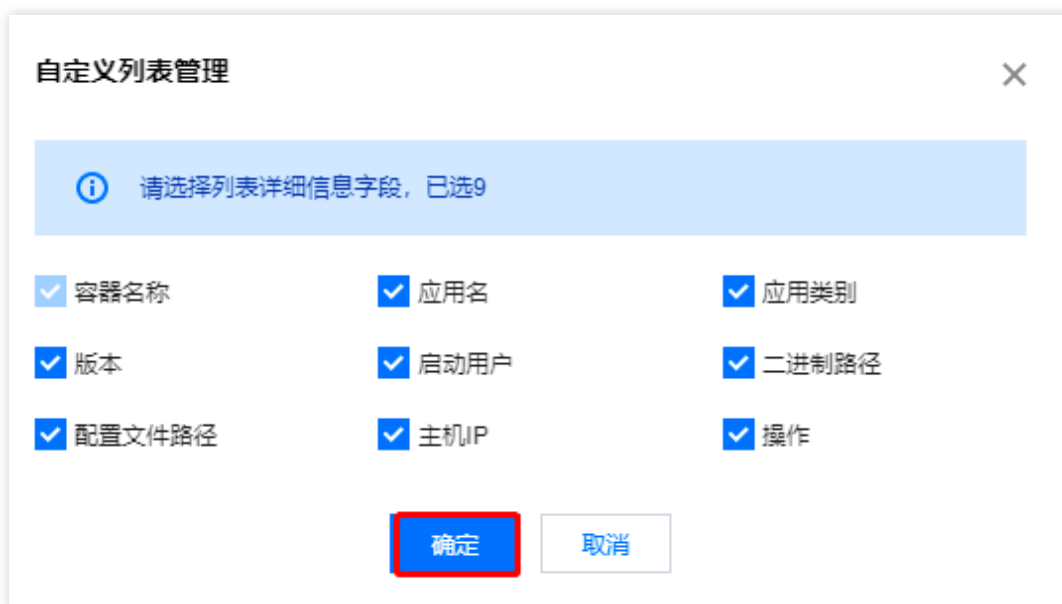 自定义列表管理
请选择列表详细信息字段，已选9
容器名称 应用名 应用类别
版本 启动用户 二进制路径
配置文件路径 主机IP 操作
确定 取消